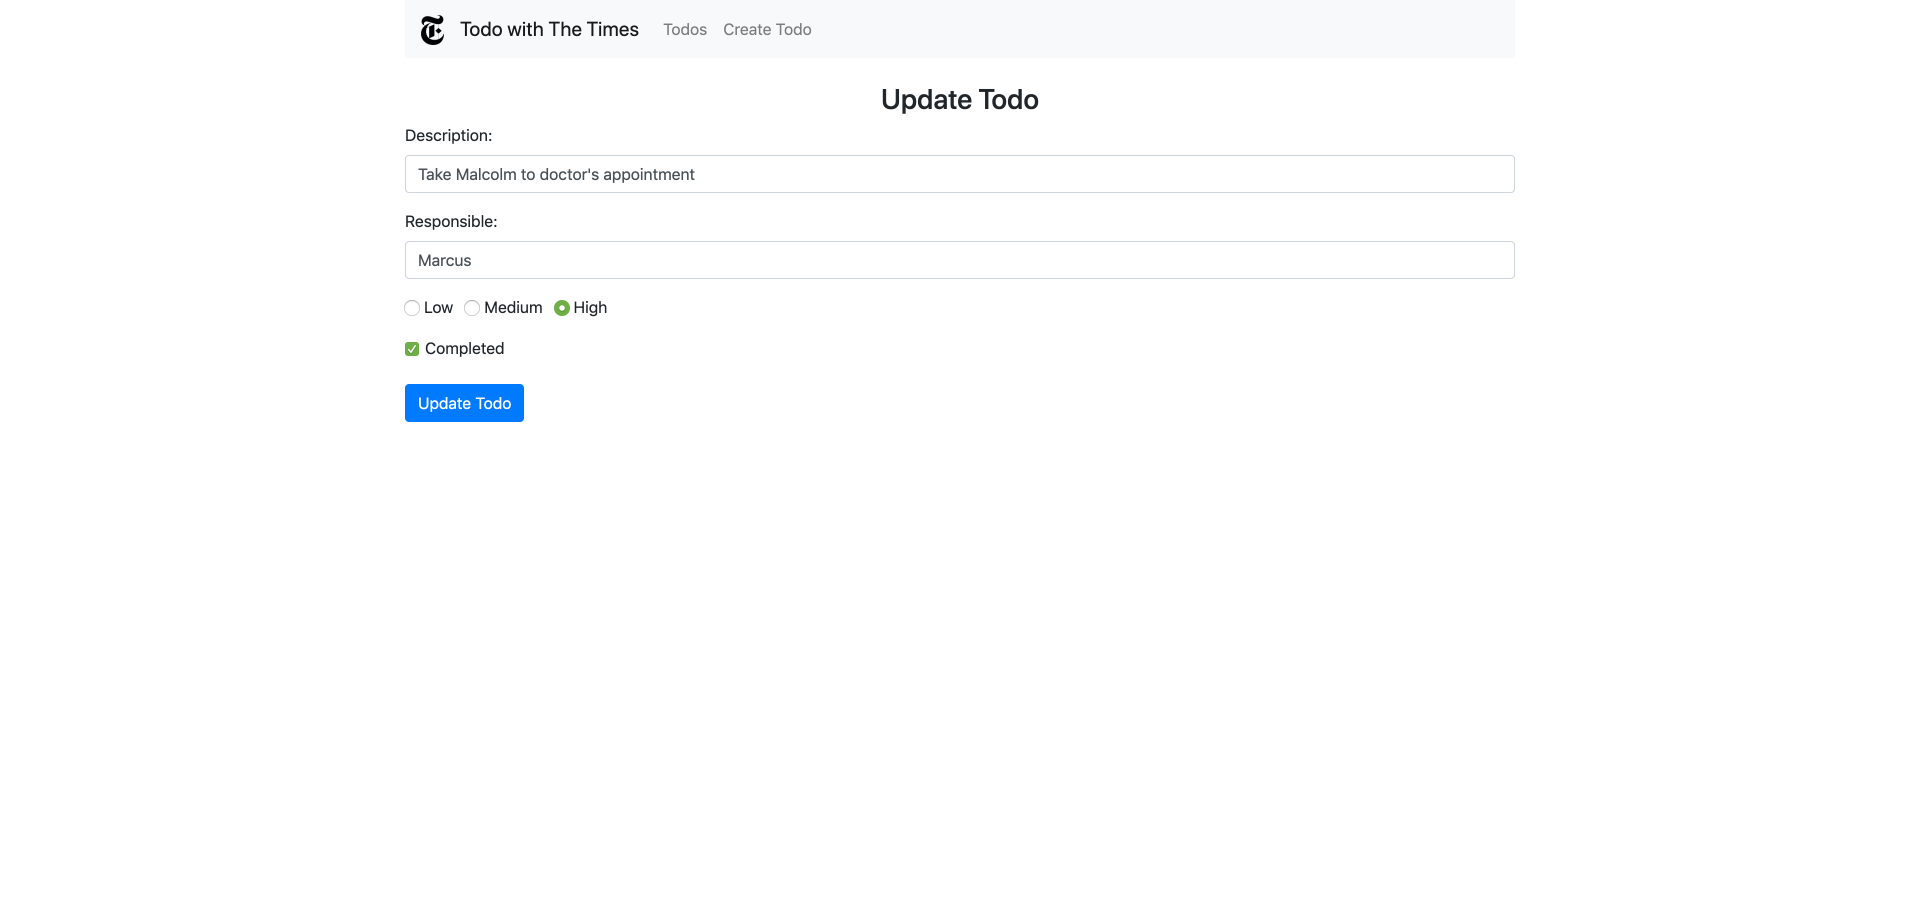 Todo with The Times Todos Create Todo
Update Todo
Description:
Take Malcolm to doctor's appointment
Responsible:
Marcus
Low Medium High
Completed
Update Todo